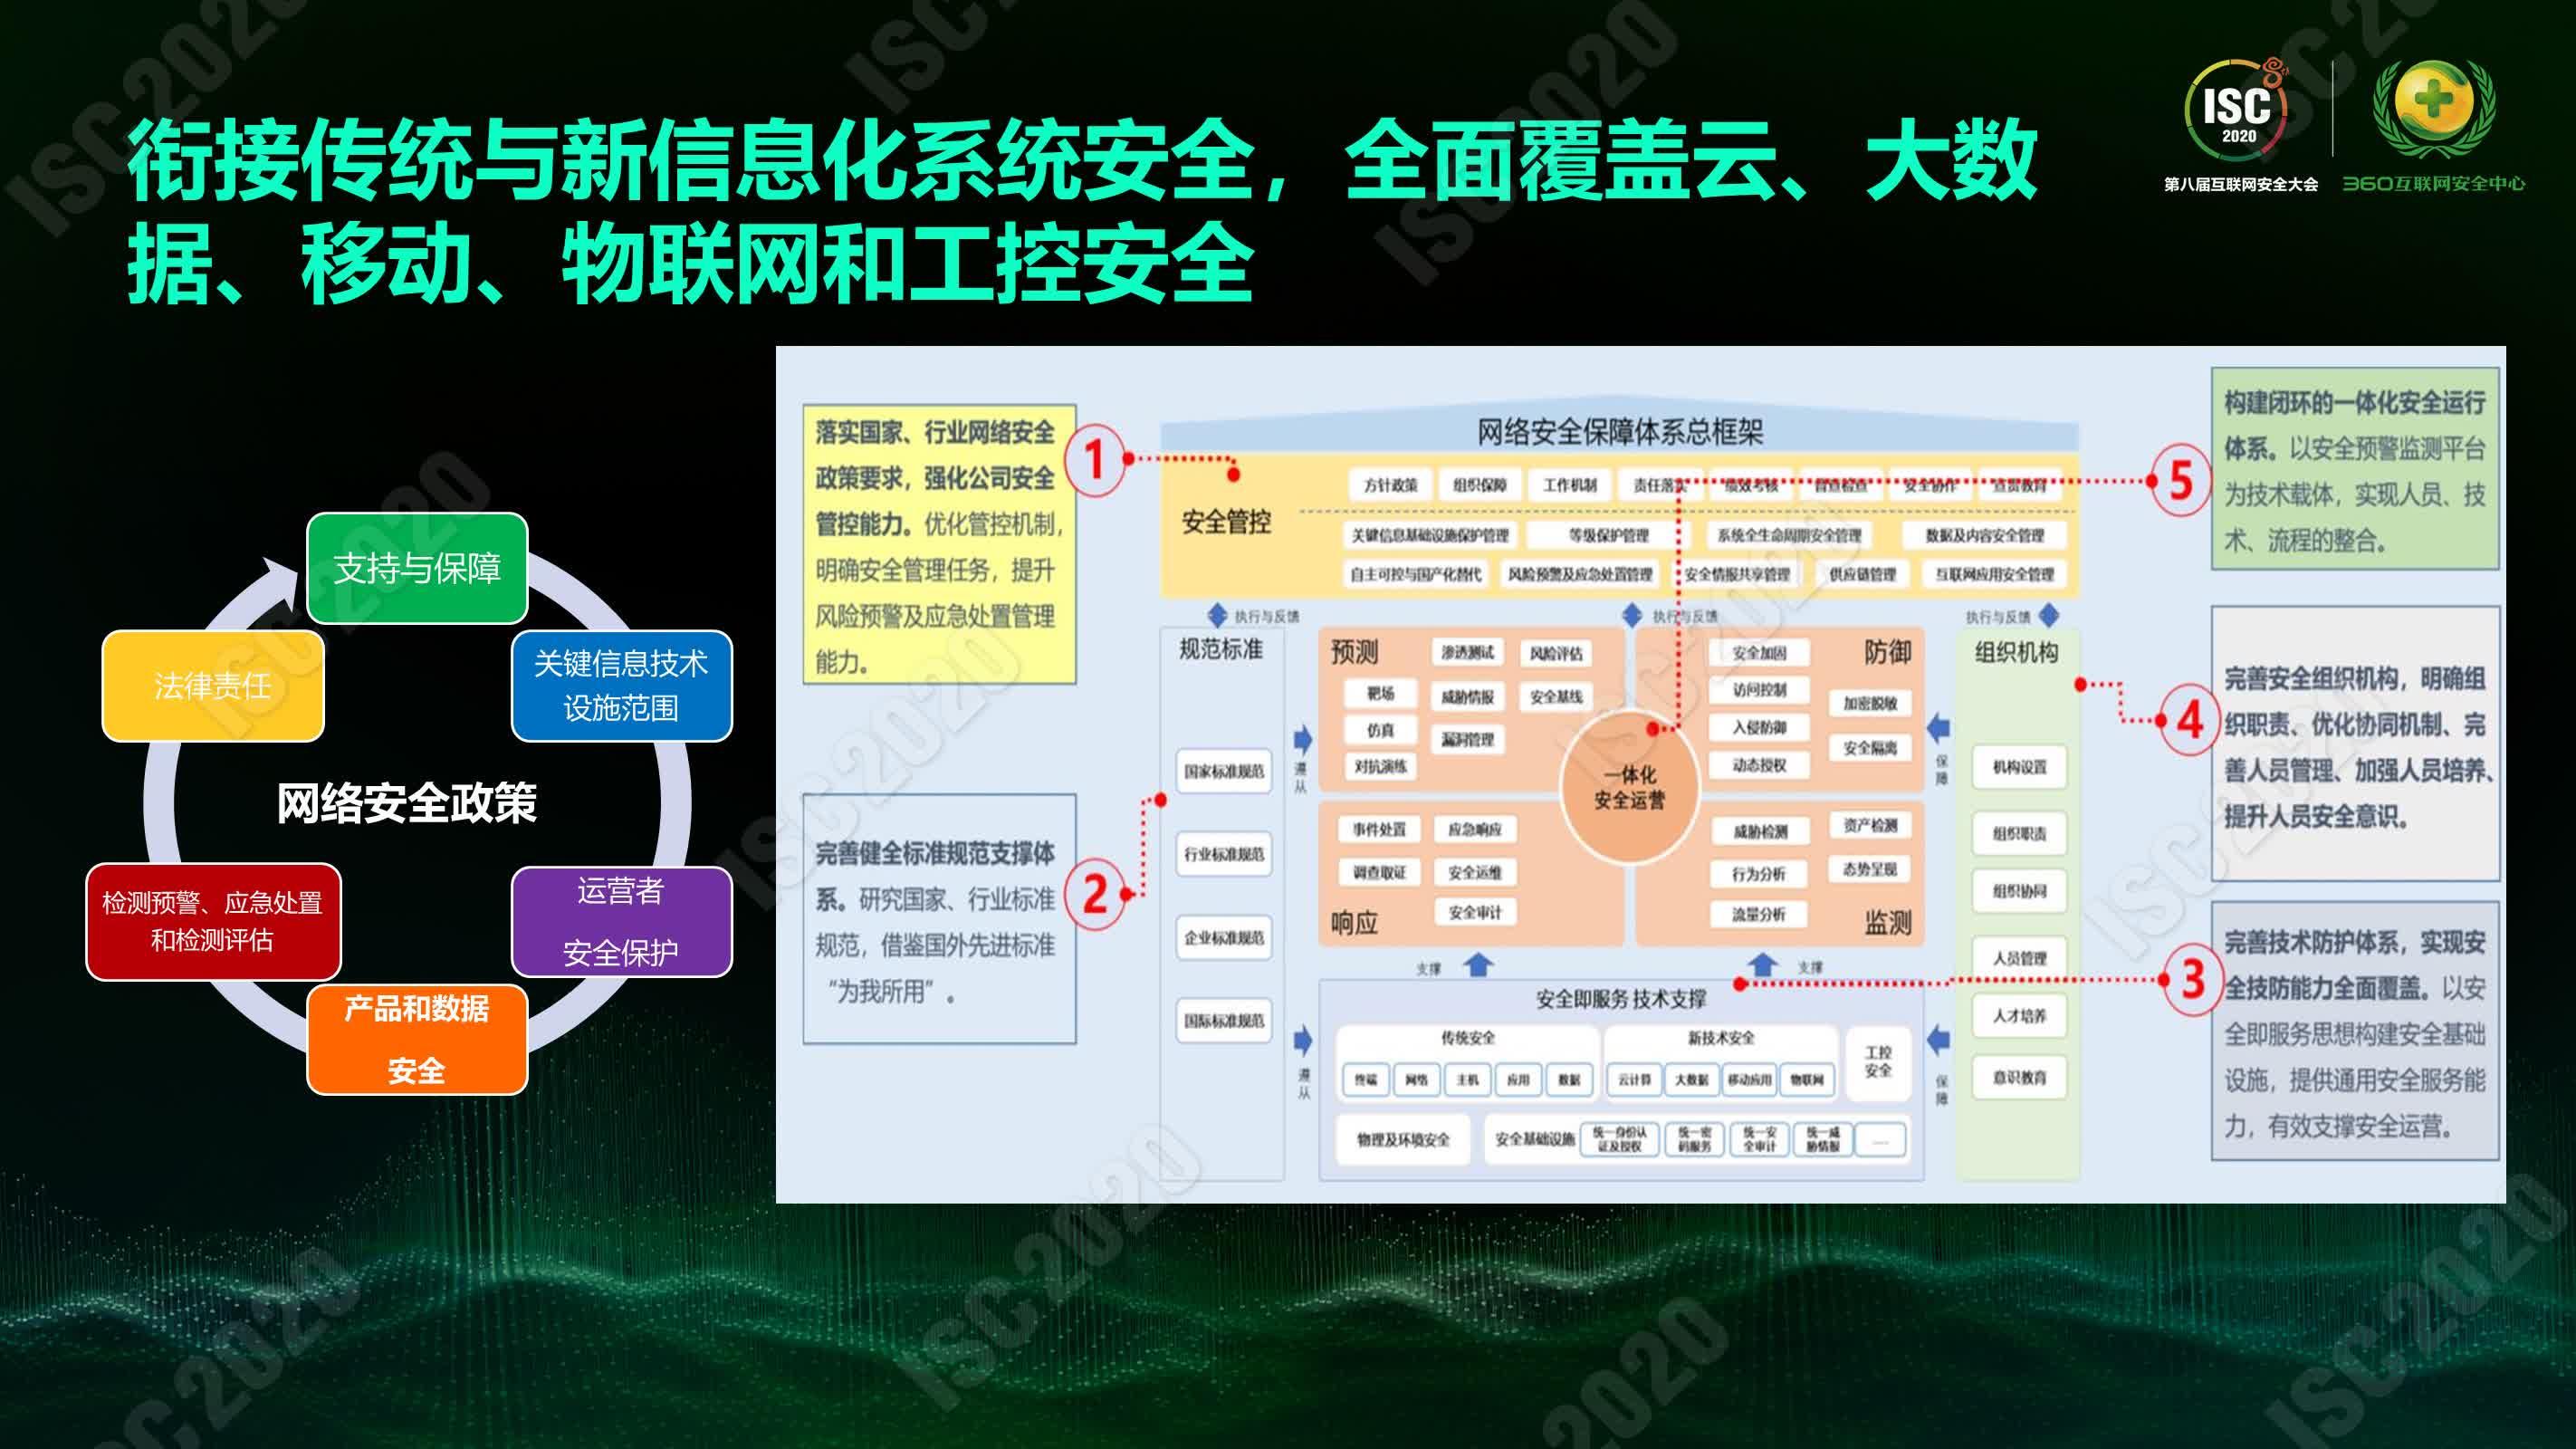 衔接传统与新信息化系统安全，全面覆盖云、大数
据、移动、物联网和工控安全
ISC
2020
第八届互联网安全大会
360互联网安全中心
支持与保障
关键信息技术
设施范围
运营者
安全保护
产品和数据
安全
检测预警、应急处置
和检测评估
法律责任
网络安全政策
落实国家、行业网络安全
政策要求，强化公司安全
管控能力。优化管控机制，
明确安全管理任务，提升
风险预警及应急处置管理
能力。
1
完善健全标准规范支撑体
系。研究国家、行业标准
规范，借鉴国外先进标准
“为我所用”。
2
网络安全保障体系总框架
安全管控
方针政策 组织保障 工作机制 责任落实 绩效考核 督查检查 安全协作 宣贯教育
关键信息基础设施保护管理 等级保护管理 系统全生命周期安全管理 数据及内容安全管理
自主可控与国产化替代 风险预警及应急处置管理 安全情报共享管理 供应链管理 互联网应用安全管理
执行与反馈 执行与反馈 执行与反馈
规范标准
国家标准规范
行业标准规范
企业标准规范
国际标准规范
遵从
遵从
预测
渗透测试 风险评估
靶场 威胁情报 安全基线
仿真 漏洞管理
对抗演练
防御
安全加固
访问控制 加密脱敏
入侵防御 安全隔离
动态授权
一体化
安全运营
事件处置 应急响应
调查取证 安全运维
安全审计
响应
威胁检测 资产检测
行为分析 态势呈现
流量分析
监测
保障
保障
组织机构
机构设置
组织职责
组织协同
人员管理
人才培养
意识教育
支撑 支撑
安全即服务 技术支撑
传统安全
终端 网络 主机 应用 数据
新技术安全
云计算 大数据 移动应用 物联网
工控
安全
物理及环境安全
安全基础设施
统一身份认
证及授权
统一密
码服务
统一安
全审计
统一威
胁情报
......
5
构建闭环的一体化安全运行
体系。以安全预警监测平台
为技术载体，实现人员、技
术、流程的整合。
4
完善安全组织机构，明确组
织职责、优化协同机制、完
善人员管理、加强人员培养、
提升人员安全意识。
3
完善技术防护体系，实现安
全技防能力全面覆盖。以安
全即服务思想构建安全基础
设施，提供通用安全服务能
力，有效支撑安全运营。